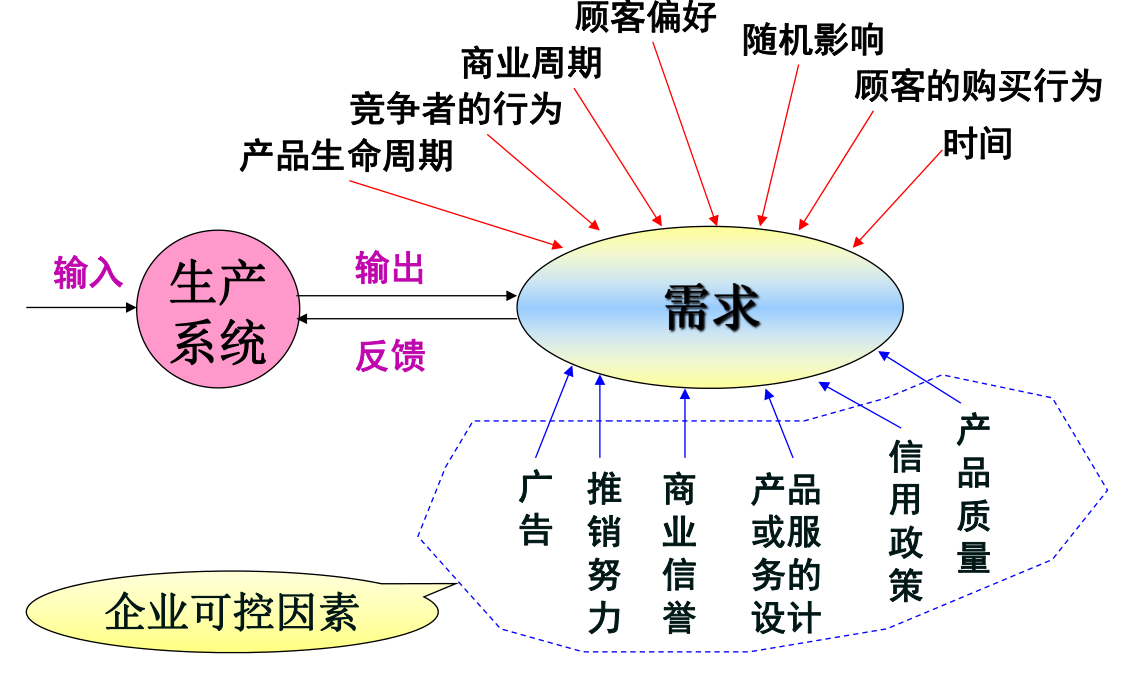 顾客偏好
随机影响
商业周期
顾客的购买行为
竞争者的行为
时间
产品生命周期
输入
生产
系统
输出
反馈
需求
广告
推销努力
商业信誉
产品
或服
务的
设计
信用政策
产品质量
企业可控因素